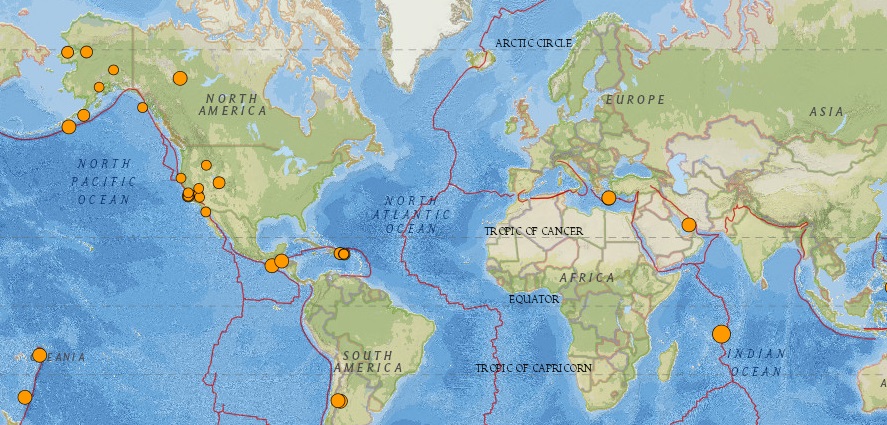 ARCTIC CIRCLE
NORTH
AMERICA
EUROPE
ASIA
NORTH
PACIFIC
OCEAN
NORTH
ATLANTIC
OCEAN
TROPIC OF CANCER
AFRICA
EQUATOR
SOUTH
AMERICA
TROPIC OF CAPRICORN
INDIAN
OCEAN